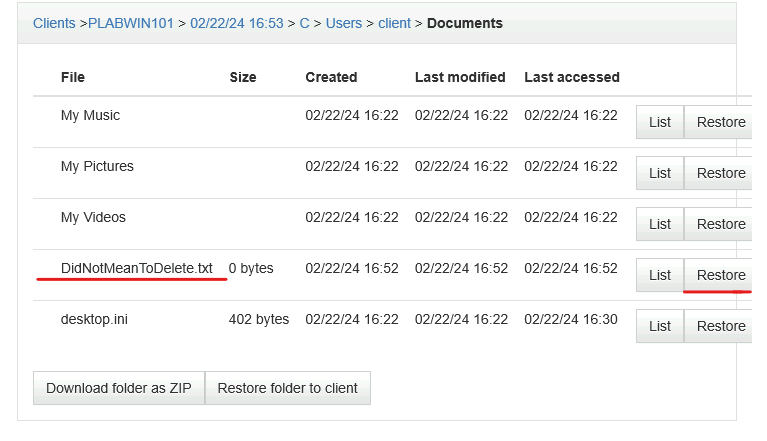 Clients >PLABWIN101 > 02/22/24 16:53 > C > Users > client > Documents
File Size Created Last modified Last accessed
My Music 02/22/24 16:22 02/22/24 16:22 02/22/24 16:22 List Restore
My Pictures 02/22/24 16:22 02/22/24 16:22 02/22/24 16:22 List Restore
My Videos 02/22/24 16:22 02/22/24 16:22 02/22/24 16:22 List Restore
DidNotMeanToDelete.txt 0 bytes 02/22/24 16:52 02/22/24 16:52 02/22/24 16:52 List Restore
desktop.ini 402 bytes 02/22/24 16:22 02/22/24 16:22 02/22/24 16:30 List Restore
Download folder as ZIP Restore folder to client